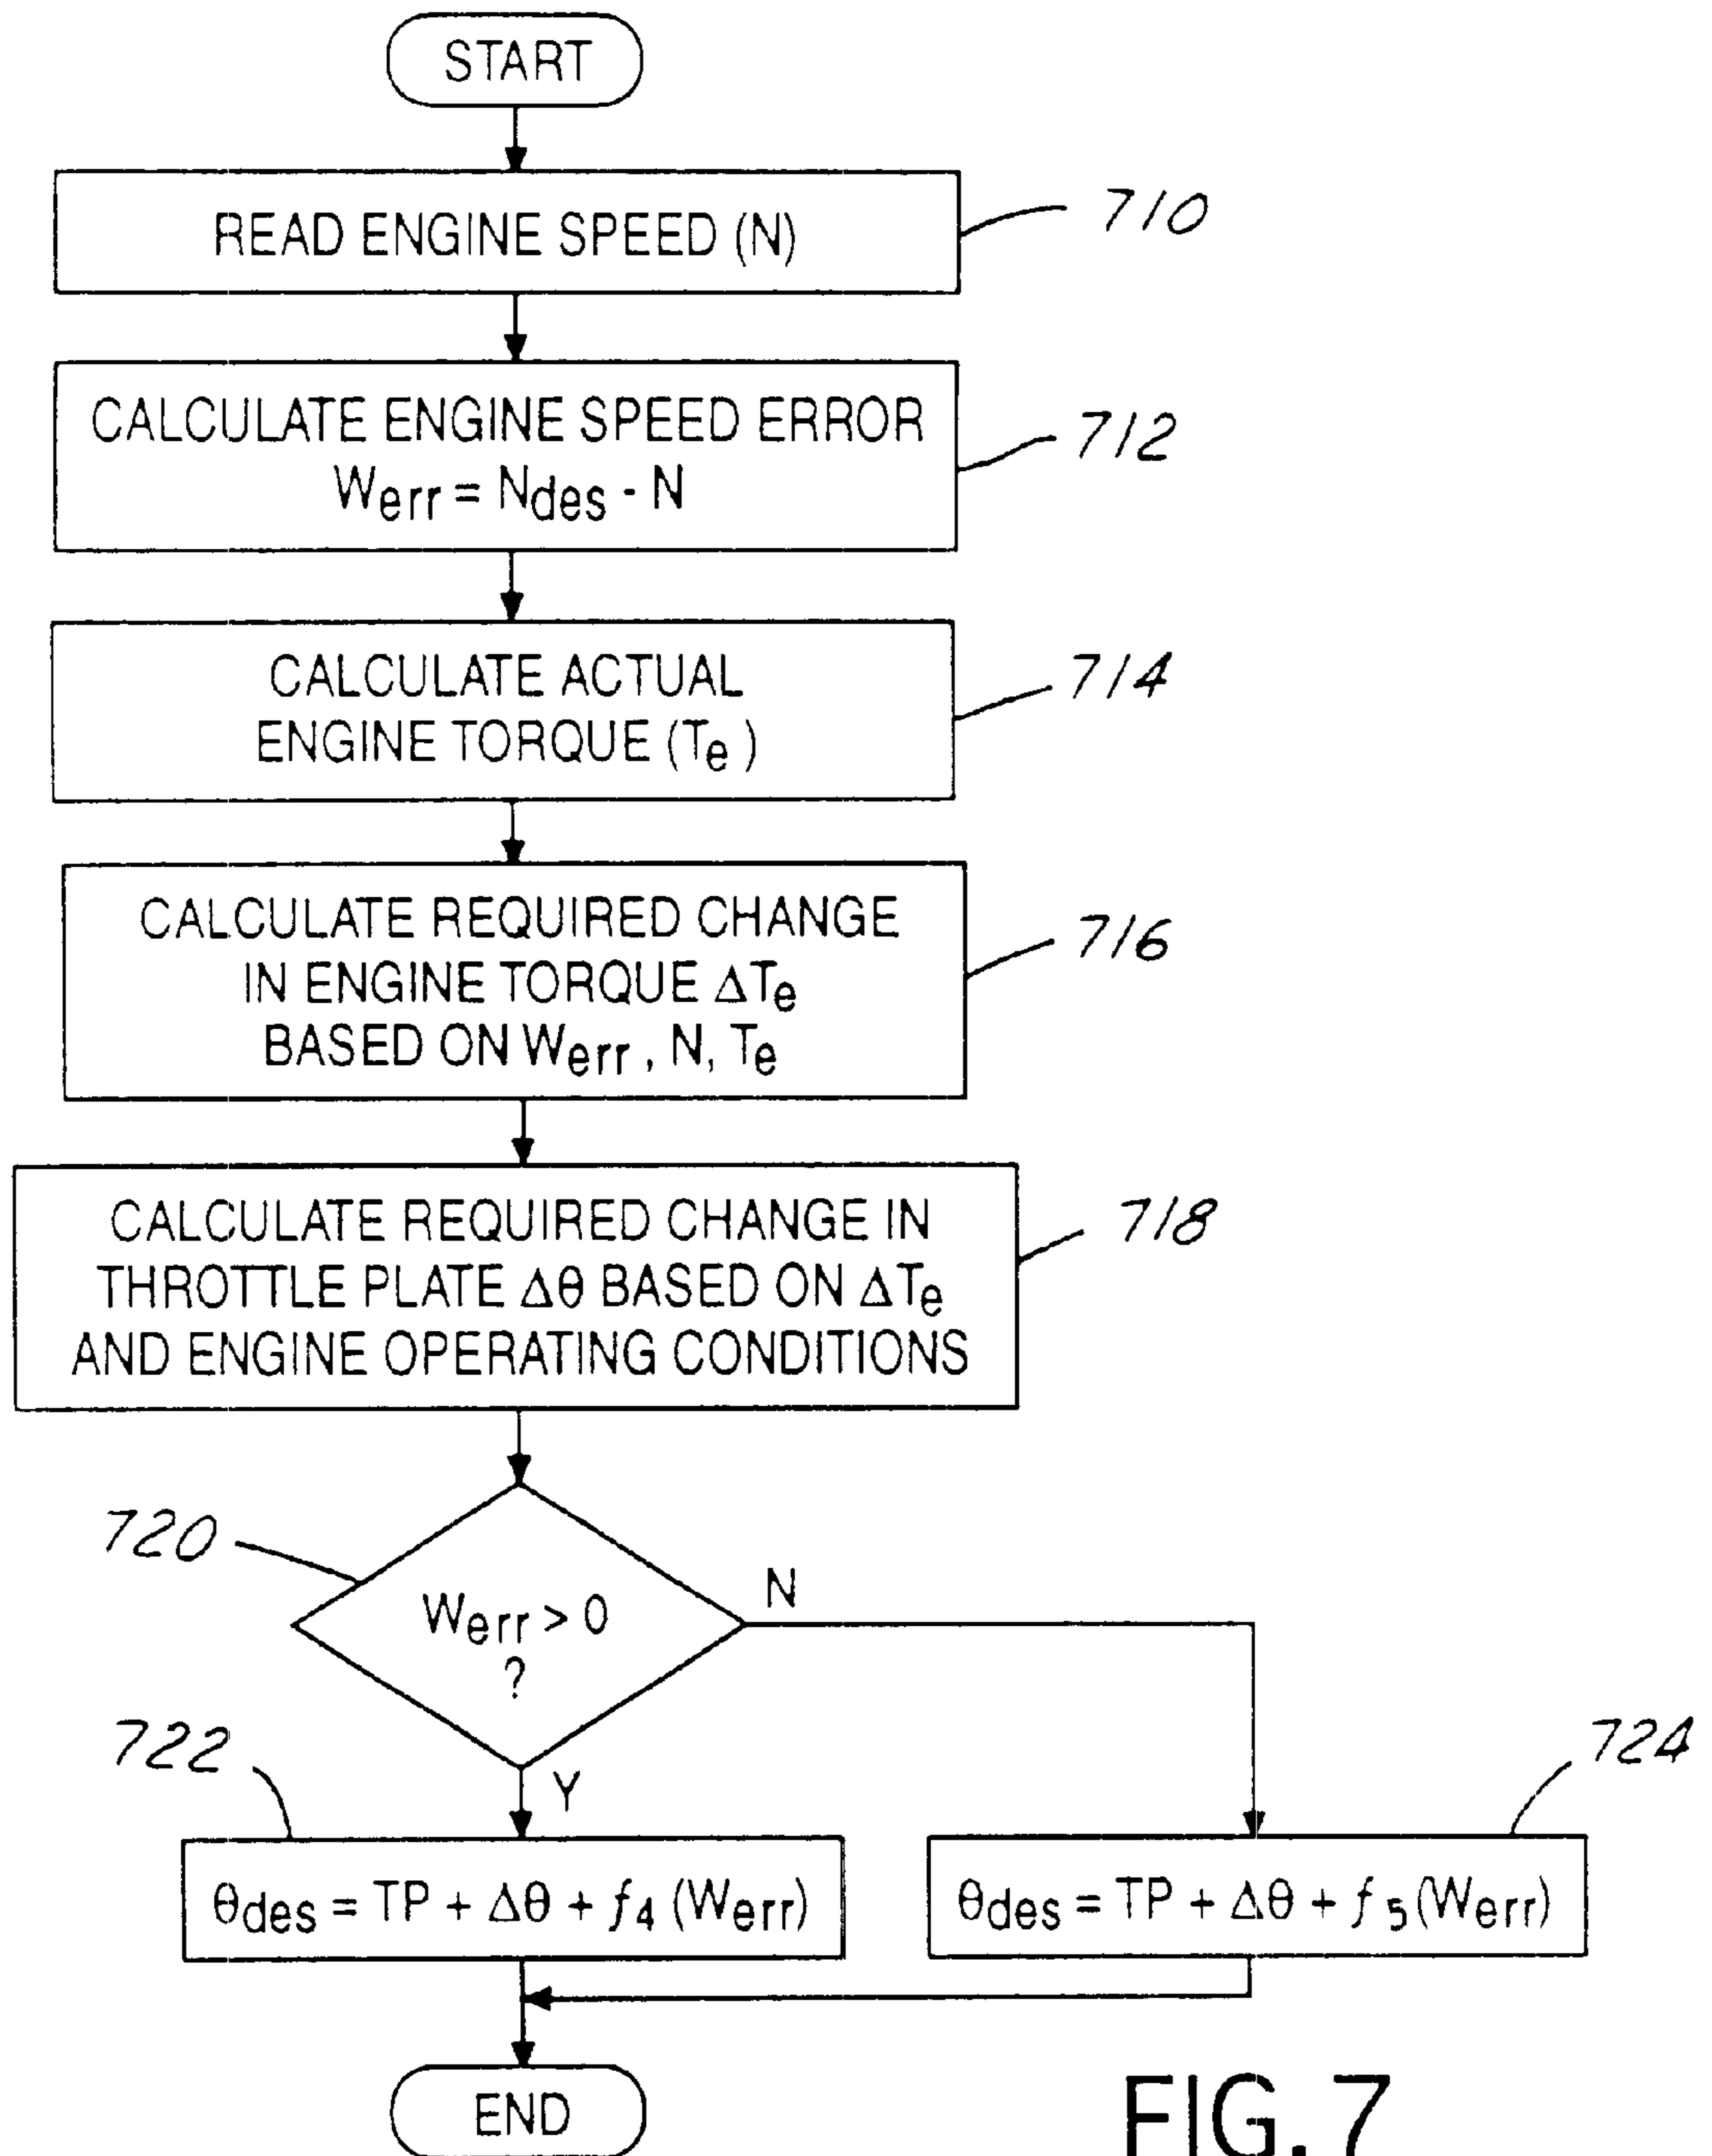 START
READ ENGINE SPEED (N)
710
CALCULATE ENGINE SPEED ERROR
Werr = Ndes - N
712
CALCULATE ACTUAL
ENGINE TORQUE (Te)
714
CALCULATE REQUIRED CHANGE
IN ENGINE TORQUE ΔTe
BASED ON Werr, N, Te
716
CALCULATE REQUIRED CHANGE IN
THROTTLE PLATE Δθ BASED ON ΔTe
AND ENGINE OPERATING CONDITIONS
718
720
Werr > 0
?
N
Y
722
θdes = TP + Δθ + f4 (Werr)
724
θdes = TP + Δθ + f5 (Werr)
END
FIG. 7